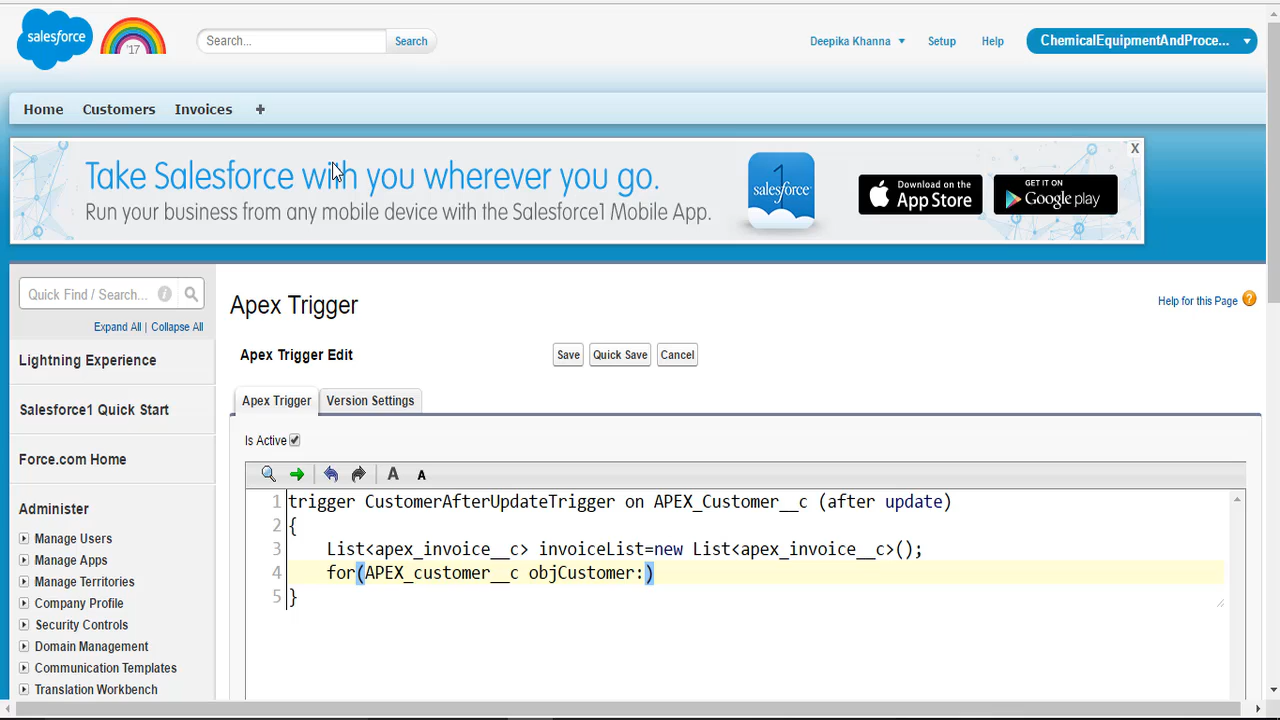 salesforce
'17
Search...
Search
Deepika Khanna
Setup
Help
ChemicalEquipmentAndProce...
Home
Customers
Invoices
+
Take Salesforce with you wherever you go.
Run your business from any mobile device with the Salesforce1 Mobile App.
1
salesforce
Download on the
App Store
GET IT ON
Google play
X
Quick Find / Search...
Expand All | Collapse All
Lightning Experience
Salesforce1 Quick Start
Force.com Home
Administer
Manage Users
Manage Apps
Manage Territories
Company Profile
Security Controls
Domain Management
Communication Templates
Translation Workbench
Apex Trigger
Help for this Page
?
Apex Trigger Edit
Save
Quick Save
Cancel
Apex Trigger
Version Settings
Is Active
A
A
1 trigger CustomerAfterUpdateTrigger on APEX_Customer__c (after update)
2 {
3 List<apex_invoice__c> invoiceList=new List<apex_invoice__c>();
4 for(APEX_customer__c objCustomer:)
5 }